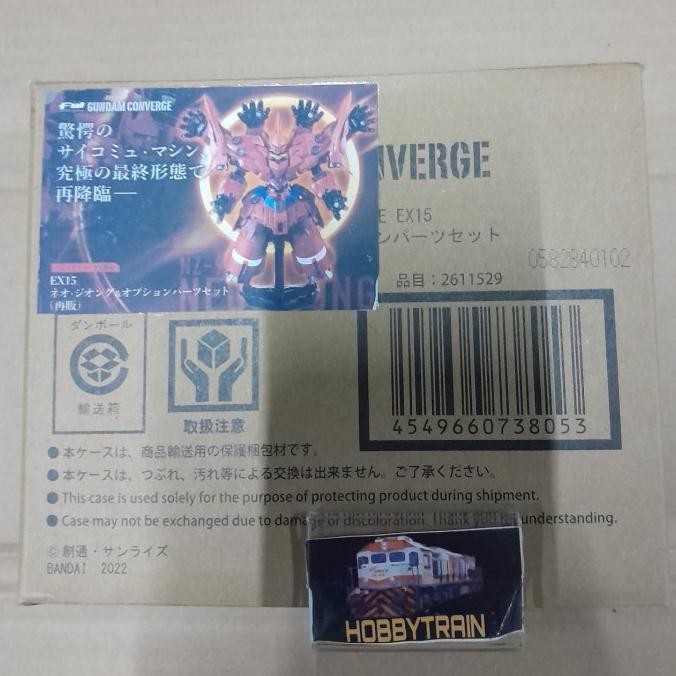 FW GUNDAM CONVERGE
驚愕の
サイコミュ・マシン
究極の最終形態で
再降臨—
EX15
ネオ・ジオング&オプションパーツセット
(再販)
VERGE
E EX15
ンパーツセット
0582840102
品目：2611529
ダンボール
輸送箱
取扱注意
4549660738053
● 本ケースは、商品輸送用の保護梱包材です。
● 本ケースは、つぶれ、汚れ等による交換は出来ません。ご了承ください。
● This case is used solely for the purpose of protecting product during shipment.
● Case may not be exchanged due to damage or discoloration. Thank you for understanding.
© 創通・サンライズ
BANDAI 2022
HOBBYTRAIN